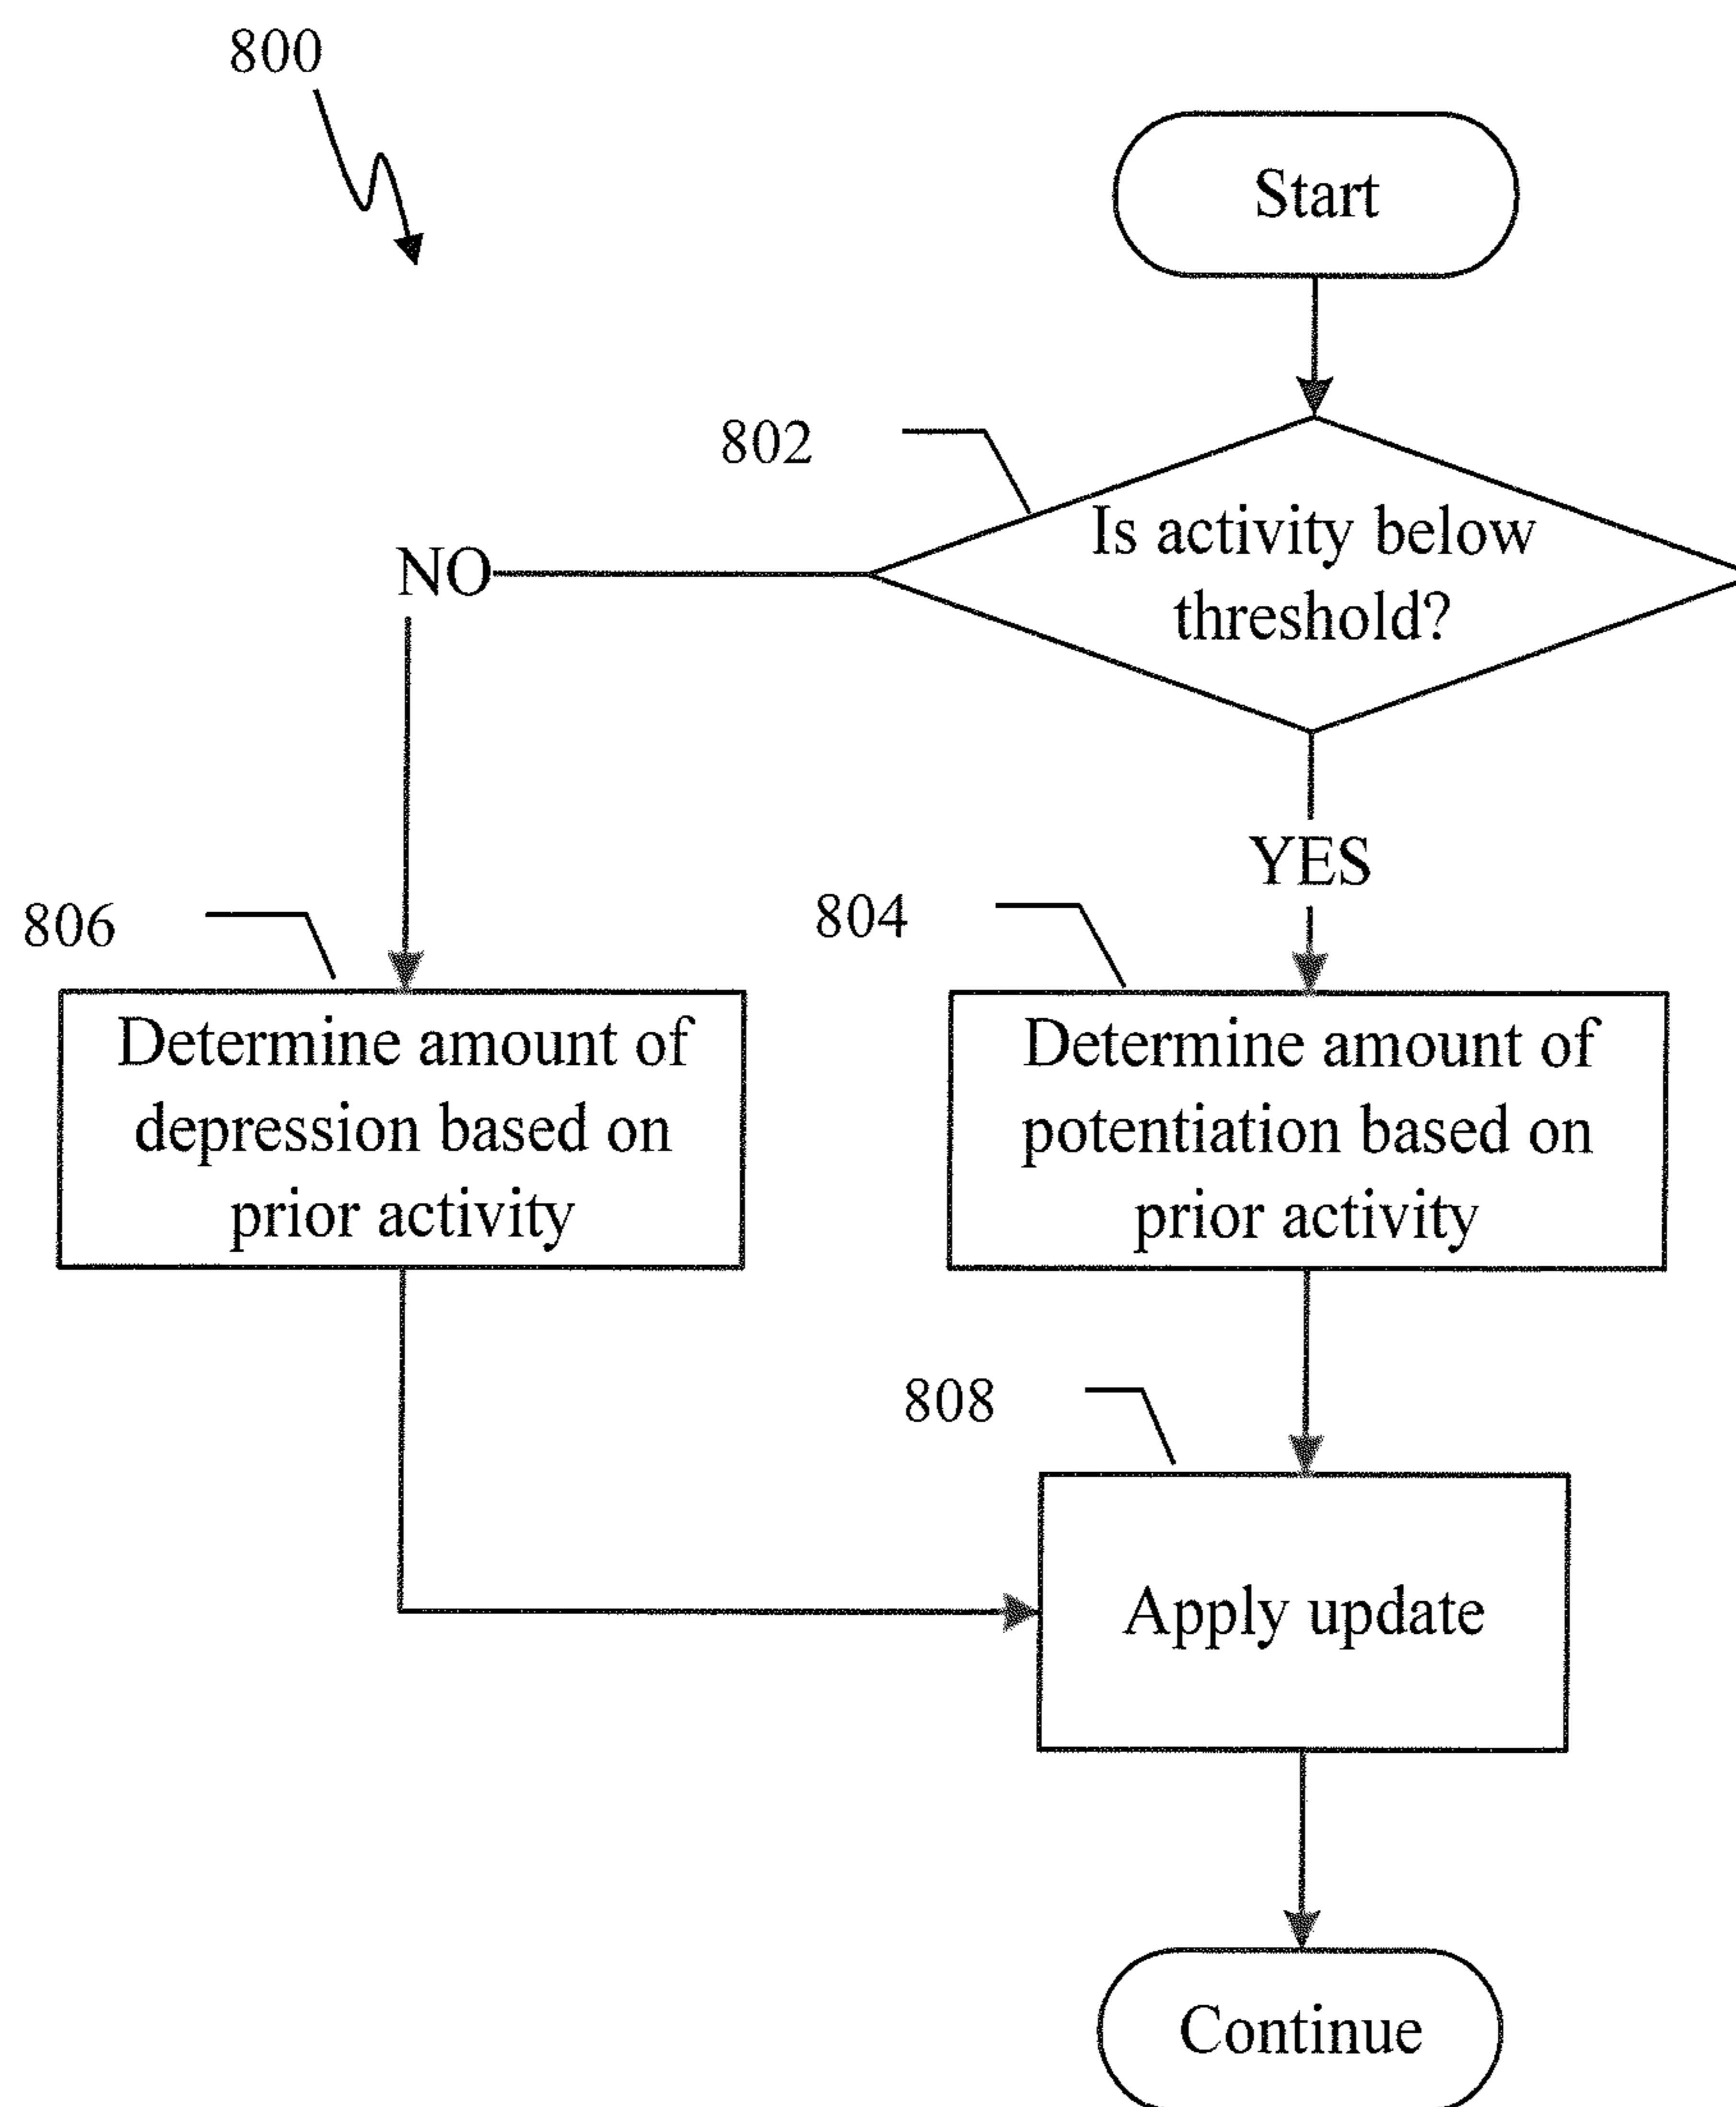 800
Start
802
Is activity below
threshold?
NO
YES
806
804
Determine amount of
depression based on
prior activity
Determine amount of
potentiation based on
prior activity
808
Apply update
Continue